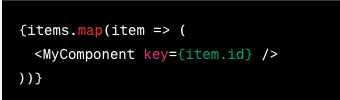 {items.map(item => (
  <MyComponent key={item.id} />
))}